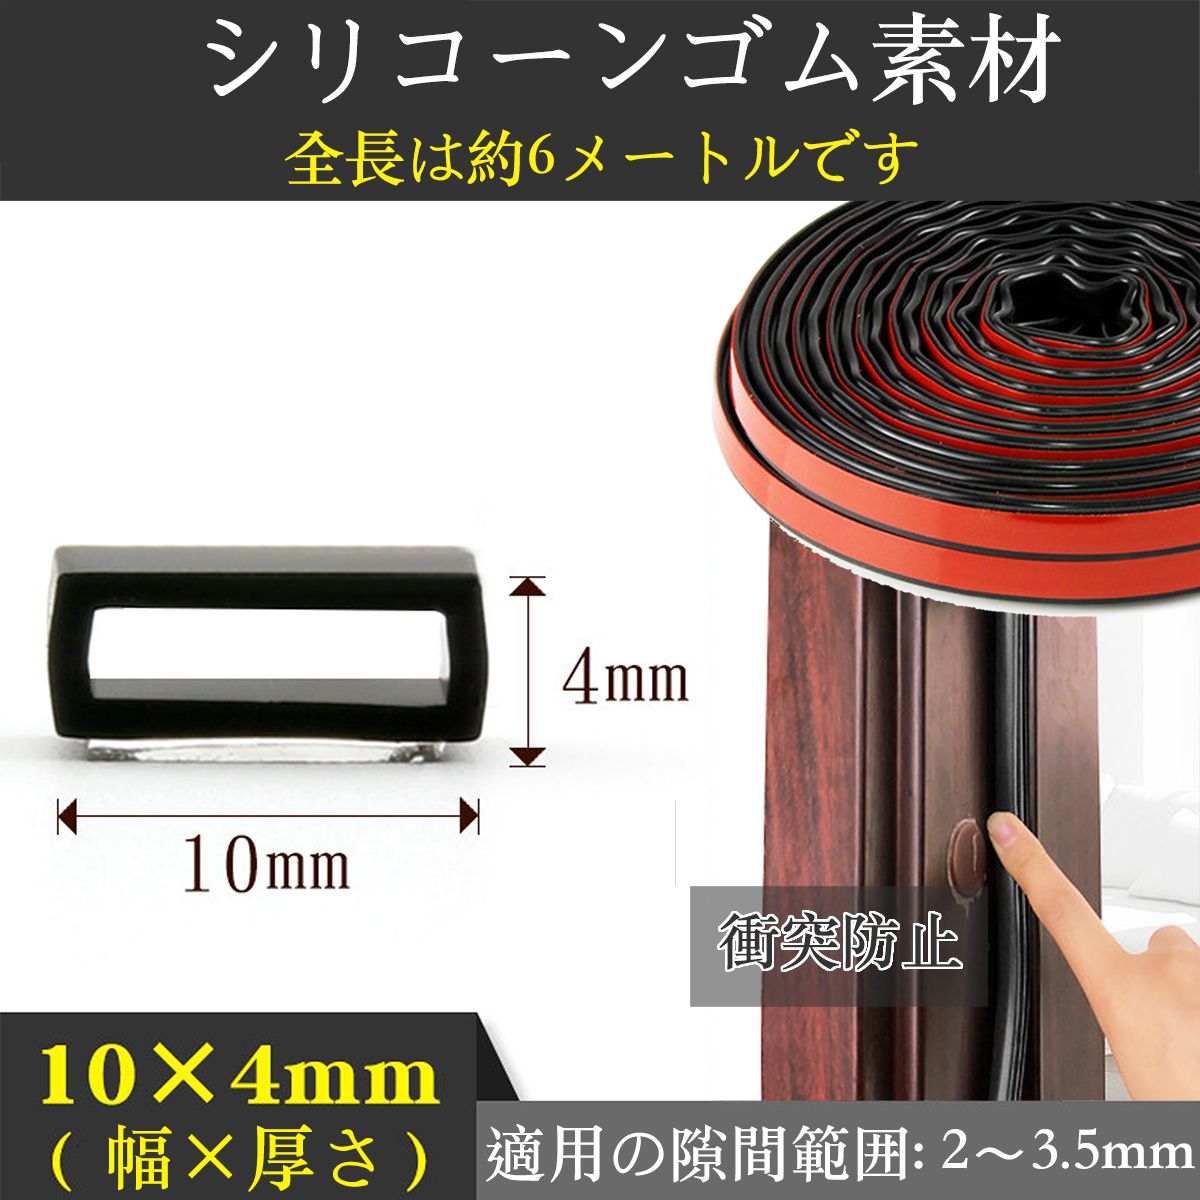 シリコーンゴム素材
全長は約6メートルです
4mm
10mm
衝突防止
10×4mm
(幅×厚さ)
適用の隙間範囲:2～3.5mm